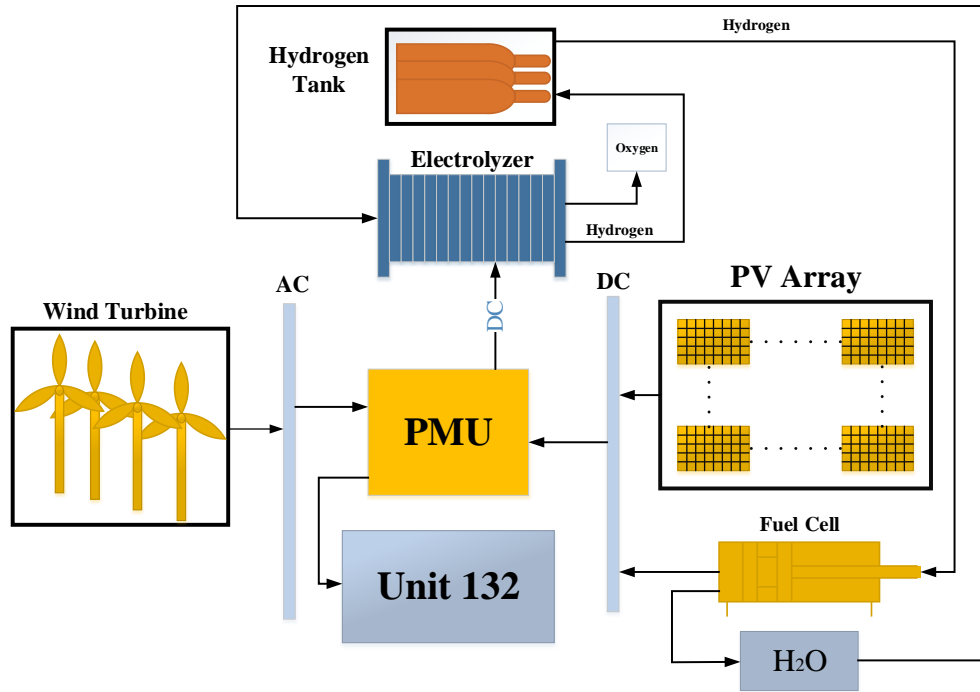 Hydrogen
Hydrogen
Tank
Oxygen
Electrolyzer
Hydrogen
AC
DC
PV Array
Wind Turbine
DC
PMU
Fuel Cell
Unit 132
H₂O